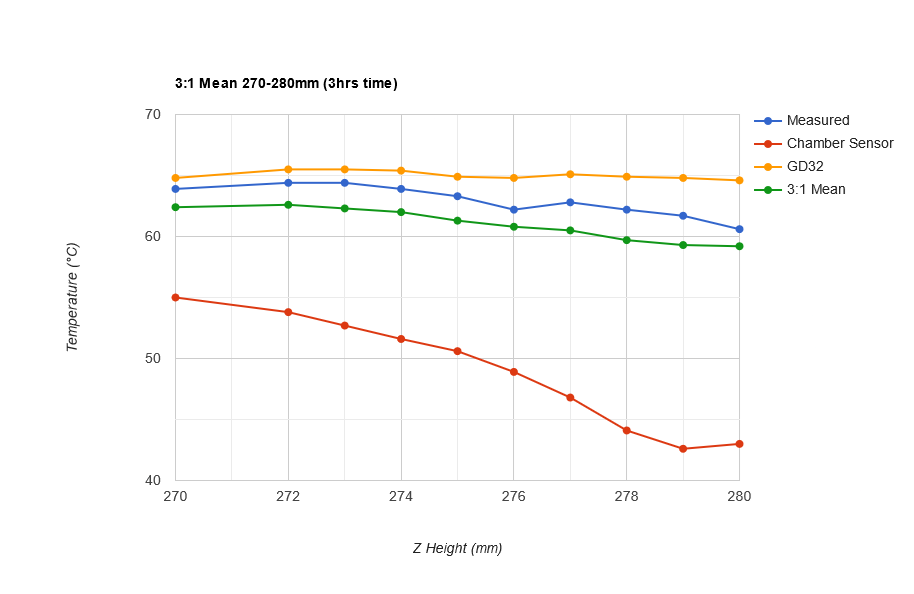 3:1 Mean 270-280mm (3hrs time)
70
60
50
40
270
272
274
276
278
280
Temperature (°C)
Z Height (mm)
Measured
Chamber Sensor
GD32
3:1 Mean